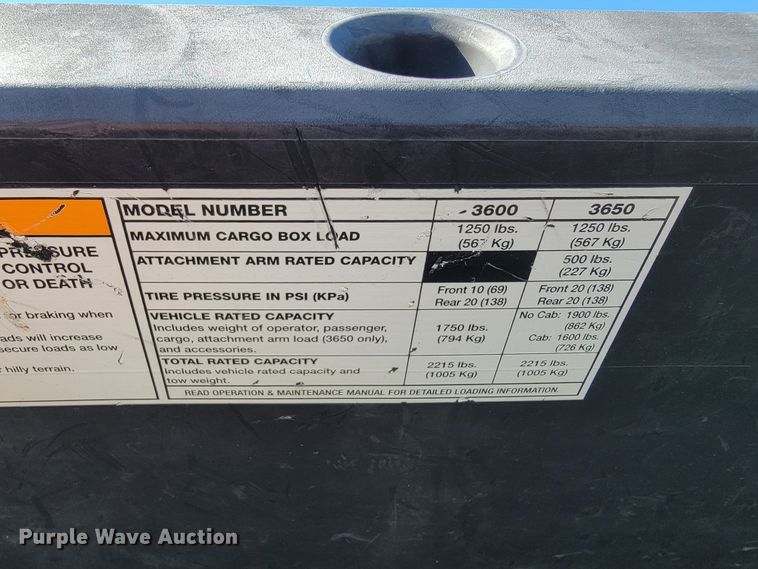 PRESSURE
CONTROL
OR DEATH
or braking when
ads will increase
secure loads as low
hilly terrain.
MODEL NUMBER 3600 3650
MAXIMUM CARGO BOX LOAD 1250 lbs. (567 Kg) 1250 lbs. (567 Kg)
ATTACHMENT ARM RATED CAPACITY 500 lbs. (227 Kg)
TIRE PRESSURE IN PSI (KPa) Front 10 (69) Rear 20 (138) Front 20 (138) Rear 20 (138)
VEHICLE RATED CAPACITY
Includes weight of operator, passenger,
cargo, attachment arm load (3650 only),
and accessories.
1750 lbs.
(794 Kg)
No Cab: 1900 lbs.
(862 Kg)
Cab: 1600 lbs.
(726 Kg)
TOTAL RATED CAPACITY
Includes vehicle rated capacity and
tow weight.
2215 lbs.
(1005 Kg)
2215 lbs.
(1005 Kg)
READ OPERATION & MAINTENANCE MANUAL FOR DETAILED LOADING INFORMATION.
Purple Wave Auction